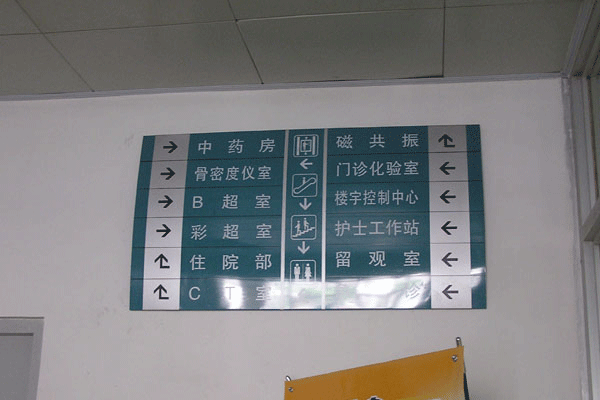 中药房
骨密度仪室
B超室
彩超室
住院部
CT室
磁共振
门诊化验室
楼宇控制中心
护士工作站
留观室
诊